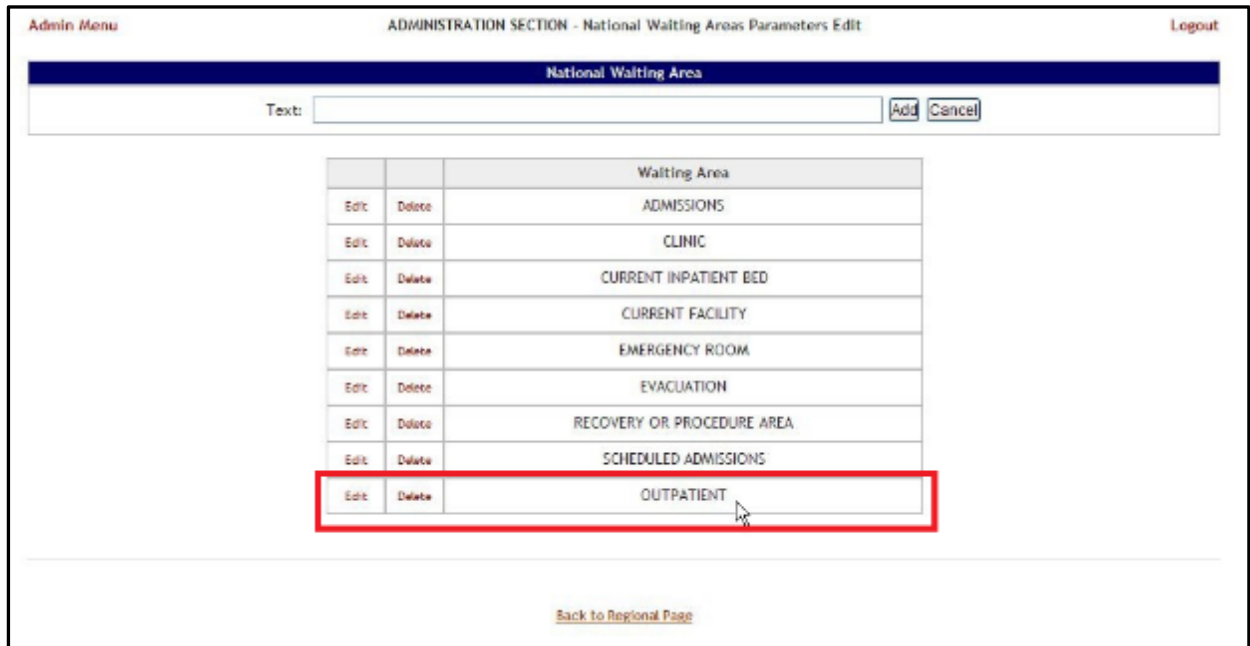 Admin Menu ADMINISTRATION SECTION - National Waiting Areas Parameters Edit Logout
National Waiting Area
Text: Add Cancel
Waiting Area
Edit Delete ADMISSIONS
Edit Delete CLINIC
Edit Delete CURRENT INPATIENT BED
Edit Delete CURRENT FACILITY
Edit Delete EMERGENCY ROOM
Edit Delete EVACUATION
Edit Delete RECOVERY OR PROCEDURE AREA
Edit Delete SCHEDULED ADMISSIONS
Edit Delete OUTPATIENT
Back to Regional Page